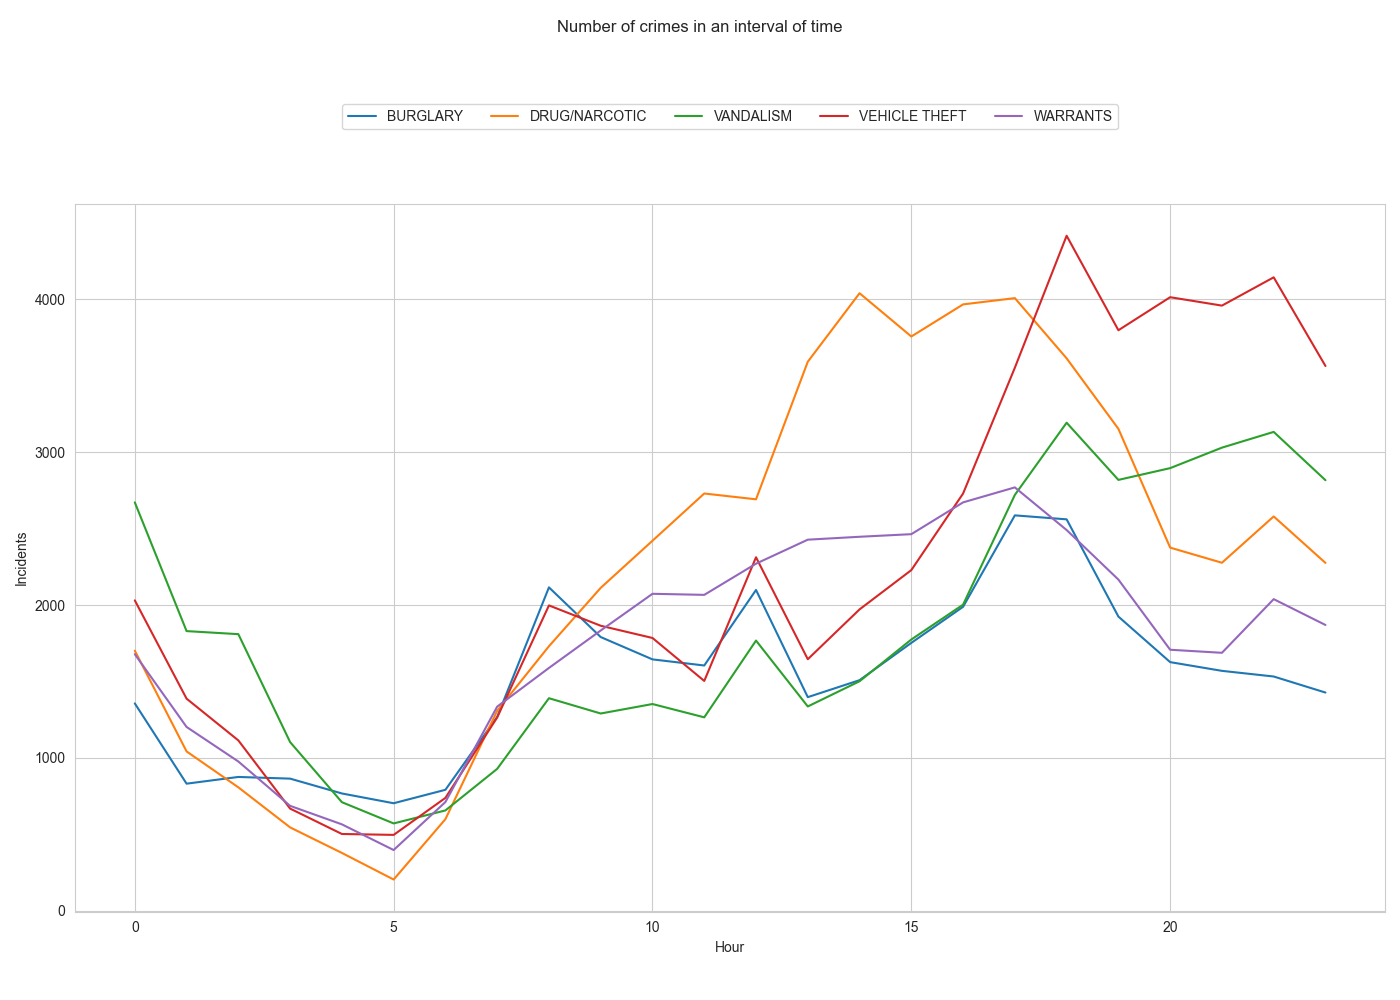 Number of crimes in an interval of time
BURGLARY DRUG/NARCOTIC VANDALISM VEHICLE THEFT WARRANTS
4000
3000
2000
1000
0
Incidents
0 5 10 15 20
Hour